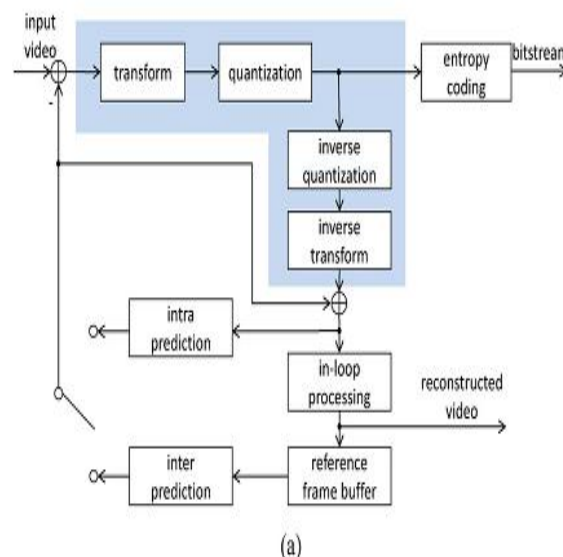 input
video
transform
quantization
entropy
coding
bitstream
-
inverse
quantization
inverse
transform
intra
prediction
in-loop
processing
reconstructed
video
inter
prediction
reference
frame buffer
(a)